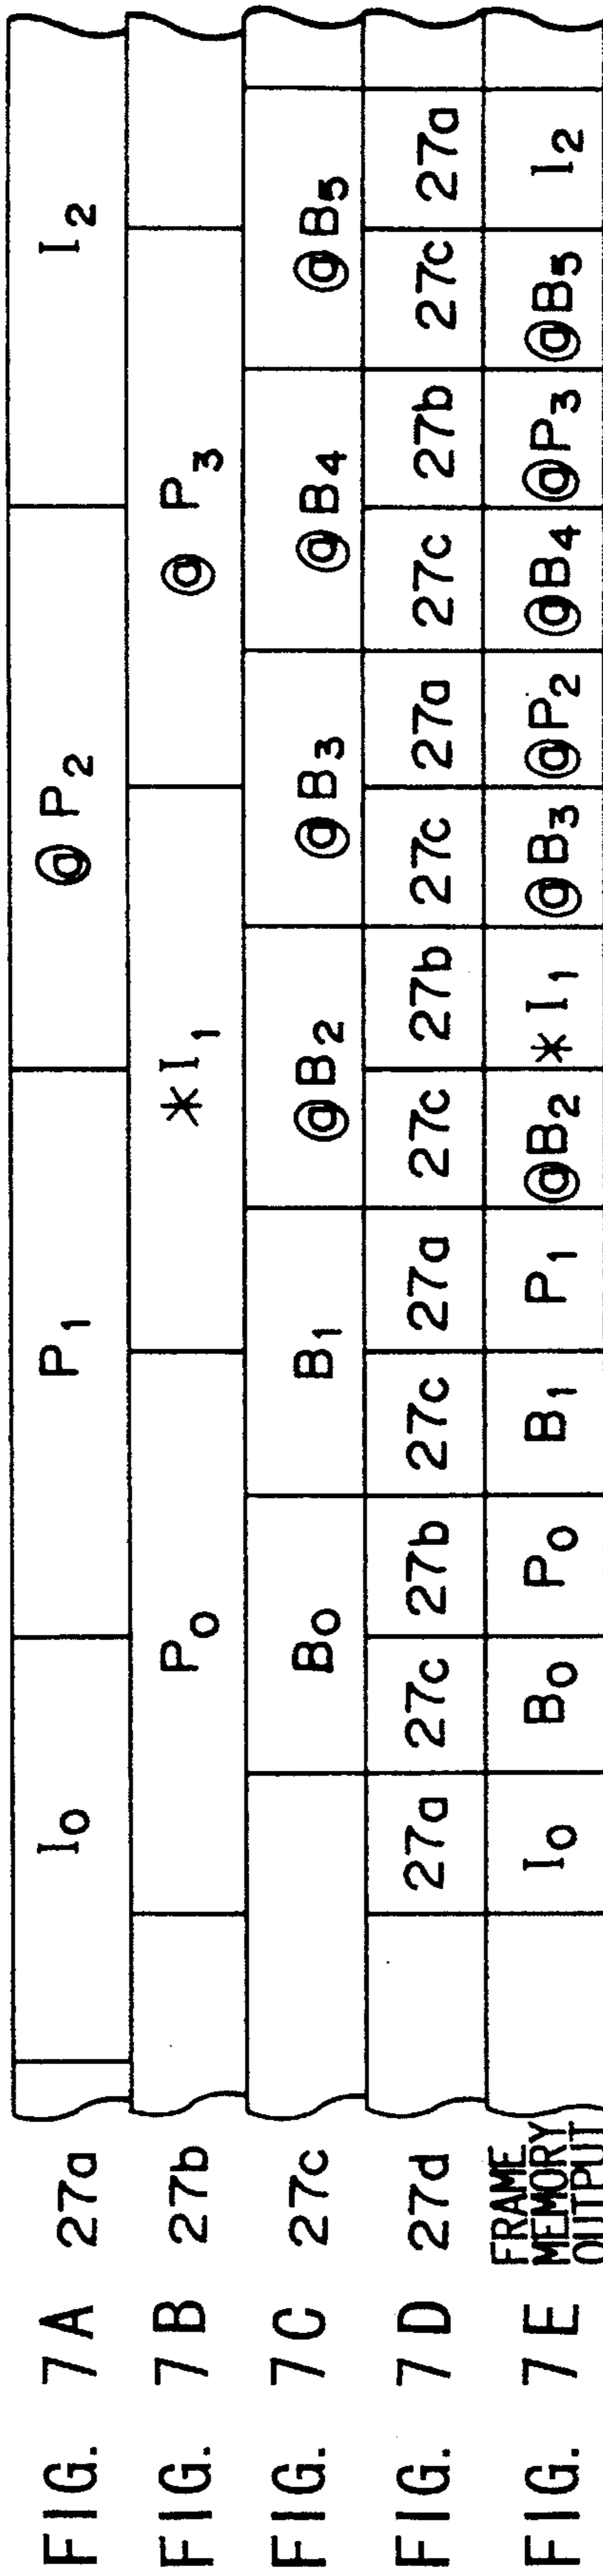 FIG. 7A 27a I₀ P₁ @ P₂ I₂
FIG. 7B 27b P₀ *I₁ @ P₃
FIG. 7C 27c B₀ B₁ @B₂ @B₃ @B₄ @B₅
FIG. 7D 27d 27a 27c 27b 27c 27a 27c 27b 27c 27a 27c 27b 27c 27a
FIG. 7E FRAME
MEMORY
OUTPUT I₀ B₀ P₀ B₁ P₁ @B₂ *I₁ @B₃ @P₂ @B₄ @P₃ @B₅ I₂